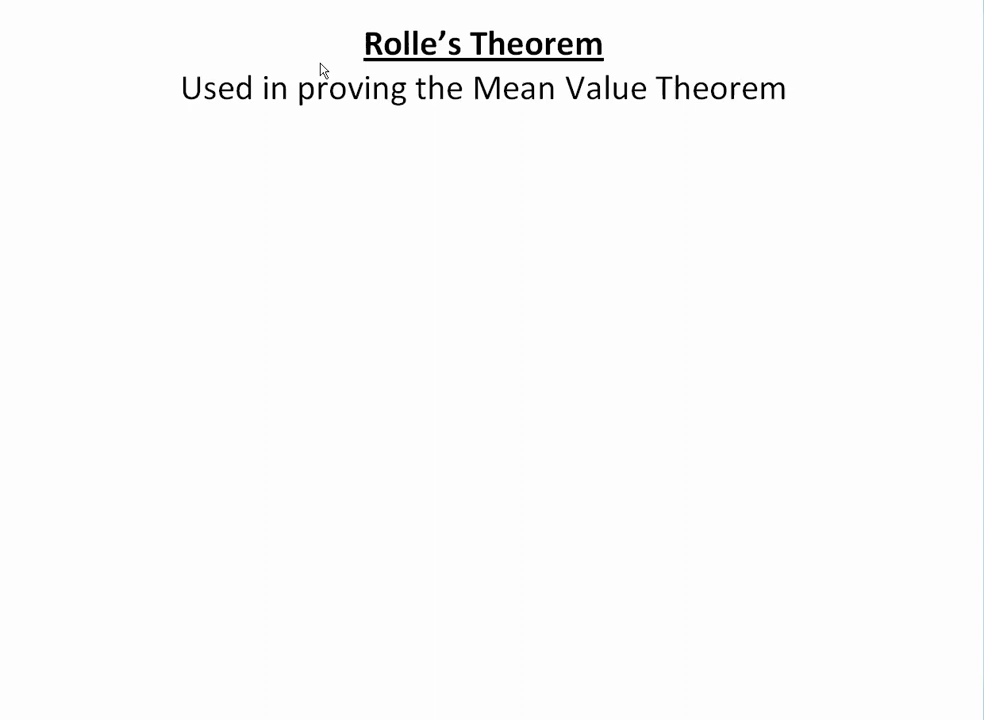 Rolle’s Theorem
Used in proving the Mean Value Theorem